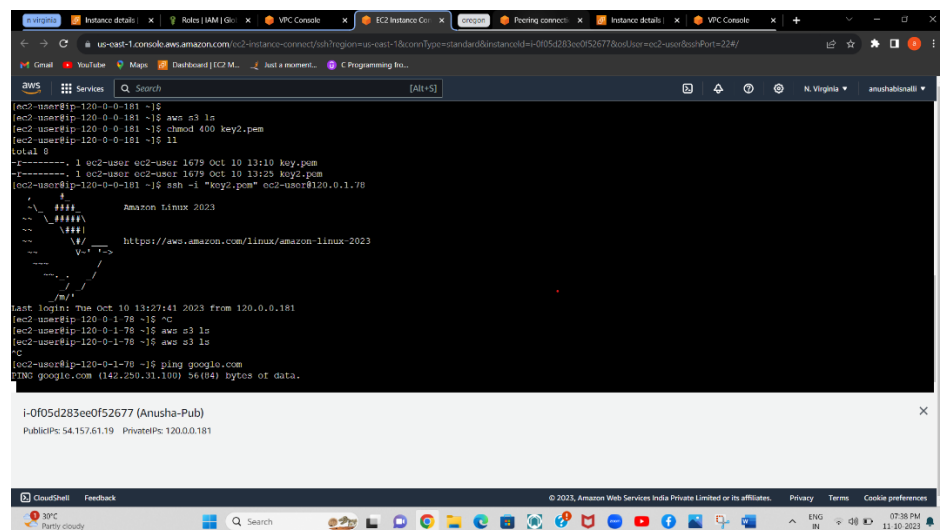 n virginia
Instance details |
Roles | IAM | Glo
VPC Console
EC2 Instance Con
oregon
Peering connecti
Instance details |
VPC Console
us-east-1.console.aws.amazon.com/ec2-instance-connect/ssh?region=us-east-1&connType=standard&instanceId=i-0f05d283ee0f52677&osUser=ec2-user&sshPort=22#/
Gmail YouTube Maps Dashboard | EC2 M... Just a moment... C Programming fro...
aws Services Search [Alt+S] N. Virginia anushabisnalli
[ec2-user@ip-120-0-0-181 ~]$
[ec2-user@ip-120-0-0-181 ~]$ aws s3 ls
[ec2-user@ip-120-0-0-181 ~]$ chmod 400 key2.pem
[ec2-user@ip-120-0-0-181 ~]$ ll
total 8
-r--------. 1 ec2-user ec2-user 1679 Oct 10 13:10 key.pem
-r--------. 1 ec2-user ec2-user 1679 Oct 10 13:25 key2.pem
[ec2-user@ip-120-0-0-181 ~]$ ssh -i "key2.pem" ec2-user@120.0.1.78
   ,     #_
   ~\_  ####_        Amazon Linux 2023
  ~~  \_#####\
  ~~     \###|
  ~~       \#/ ___   https://aws.amazon.com/linux/amazon-linux-2023
   ~~       V~' '->
    ~~~         /
      ~~._.   _/
         _/ _/
       _/m/'
Last login: Tue Oct 10 13:27:41 2023 from 120.0.0.181
[ec2-user@ip-120-0-1-78 ~]$ ^C
[ec2-user@ip-120-0-1-78 ~]$ aws s3 ls
[ec2-user@ip-120-0-1-78 ~]$ aws s3 ls
^C
[ec2-user@ip-120-0-1-78 ~]$ ping google.com
PING google.com (142.250.31.100) 56(84) bytes of data.
i-0f05d283ee0f52677 (Anusha-Pub)
PublicIPs: 54.157.61.19 PrivateIPs: 120.0.0.181
CloudShell Feedback © 2023, Amazon Web Services India Private Limited or its affiliates. Privacy Terms Cookie preferences
30°C
Partly cloudy
Search
ENG
IN
07:38 PM
11-10-2023